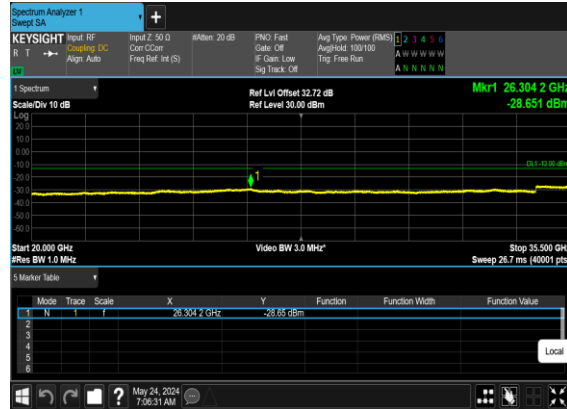 Spectrum Analyzer 1
Swept SA
+
KEYSIGHT Input: RF Input Z: 50 Ω #Atten: 20 dB PNO: Fast Avg Type: Power (RMS) 1 2 3 4 5 6
R T Coupling: DC Corr CCorr Gate: Off Avg|Hold: 100/100 A W W W W W
Align: Auto Freq Ref: Int (S) IF Gain: Low Trig: Free Run
Sig Track: Off A N N N N N
1 Spectrum Ref Lvl Offset 32.72 dB Mkr1 26.304 2 GHz
Scale/Div 10 dB Ref Level 30.00 dBm -28.651 dBm
Log
20.0
10.0
0.00
-10.0 DL1 -13.00 dBm
1
-20.0
-30.0
-40.0
-50.0
-60.0
Start 20.000 GHz Video BW 3.0 MHz* Stop 35.500 GHz
#Res BW 1.0 MHz Sweep 26.7 ms (40001 pts)
5 Marker Table
Mode Trace Scale X Y Function Function Width Function Value
1 N 1 f 26.304 2 GHz -28.65 dBm
2
3
4
5
6
Local
? May 24, 2024
7:06:31 AM